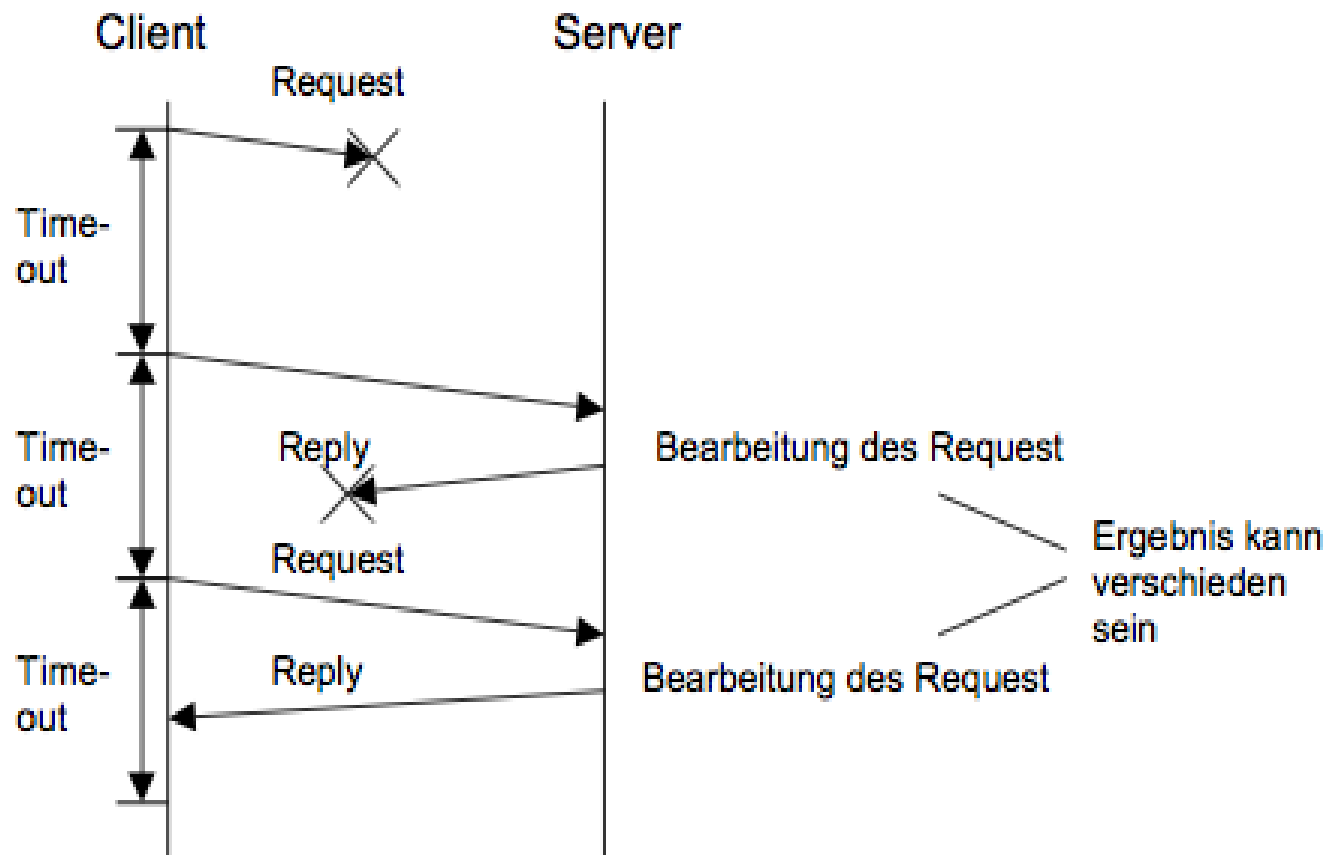 Client
Server
Request
Time-
out
Time-
out
Reply
Bearbeitung des Request
Ergebnis kann
verschieden
sein
Request
Time-
out
Reply
Bearbeitung des Request